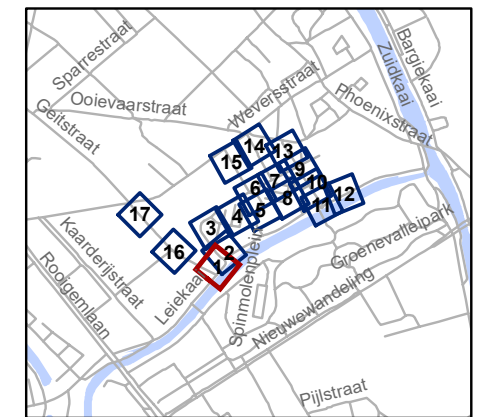 Sparrestraat
Geitstraat
Ooievaarstraat
Weversstraat
Zuidkaai
Bargiekaai
Phoenixstraat
14
13
15
9
7
10
6
8
12
11
17
4
5
3
16
2
1
Kaarderijstraat
Rooigemlaan
Leiekaai
Spinmolenplein
Groenevalleipark
Nieuwewandeling
Pijlstraat